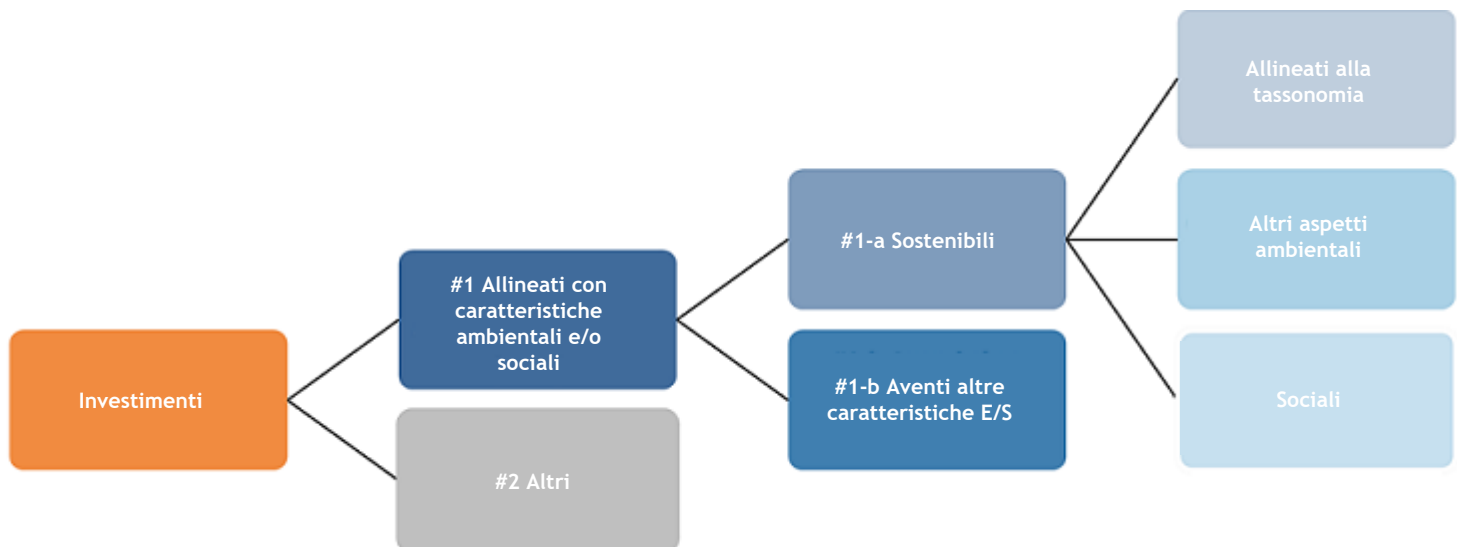 Investimenti
#1 Allineati con
caratteristiche
ambientali e/o
sociali
#2 Altri
#1-a Sostenibili
#1-b Aventi altre
caratteristiche E/S
Allineati alla
tassonomia
Altri aspetti
ambientali
Sociali